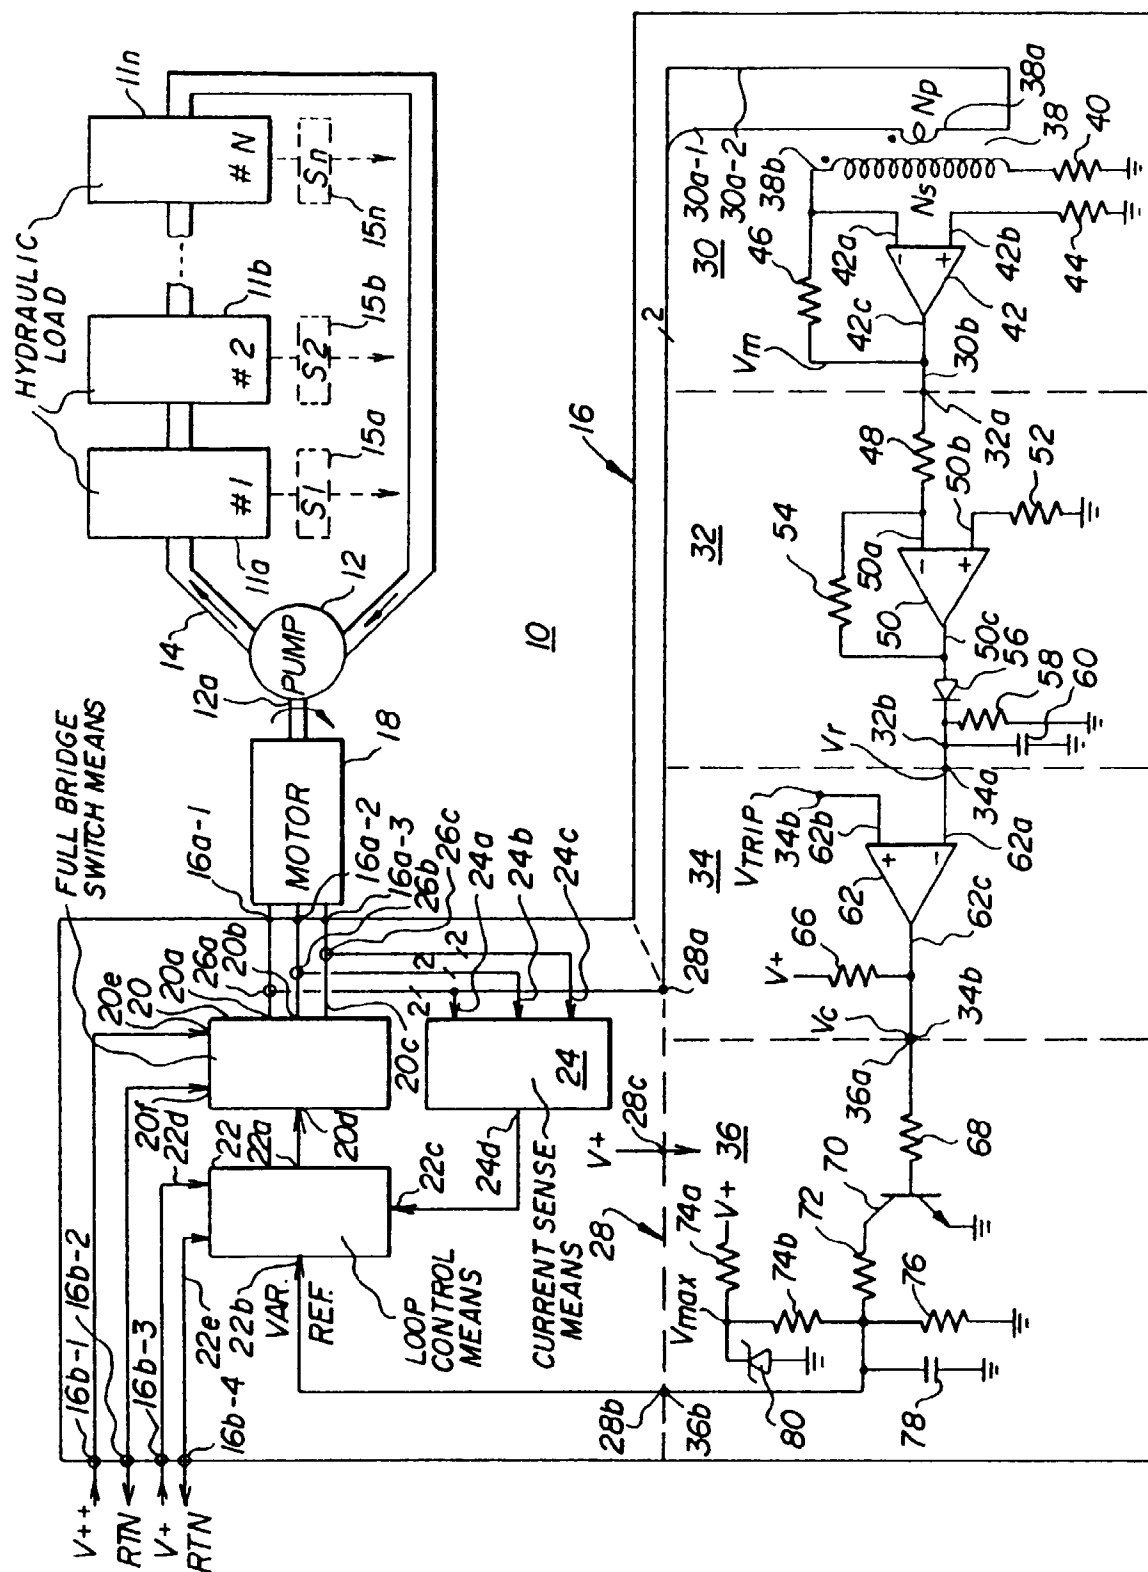 HYDRAULIC
LOAD
11n
# N
Sn
15n
11b
# 2
S2
15b
# 1
S1
15a
11a
14
12
PUMP
12a
10
16
FULL BRIDGE
SWITCH MEANS
MOTOR
18
16a-1
16a-2
16a-3
26c
26b
24a
24b
24c
20e
20
20a
26a
20b
2
2
2
20c
20d
20f
22d
22
22a
22c
24
24d
28a
V+
28c
28
16b-2
16b-1
16b-3
22e
22b
16b-4
VAR.
REF.
LOOP
CONTROL
MEANS
CURRENT SENSE
MEANS
V++
RTN
V+
RTN
28b
36b
2
30
30a-1
30a-2
38b
Np
38a
38
40
Ns
46
42a
42b
44
42c
42
30b
Vm
32
48
32a
50b
52
54
50a
50
50c
56
58
60
32b
Vr
34a
34
VTRIP
34b
62b
62
62a
62c
66
V+
34b
Vc
36a
36
68
70
72
74a
V+
Vmax
74b
76
78
80